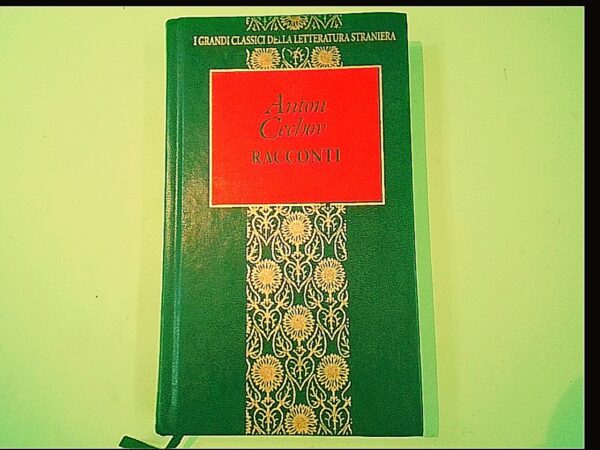 I GRANDI CLASSICI DELLA LETTERATURA STRANIERA
Anton
Cechov
RACCONTI